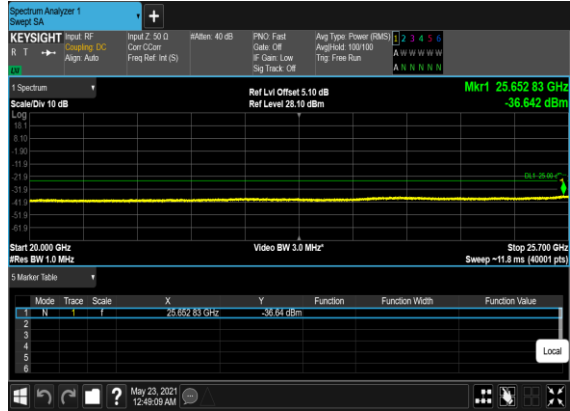 Spectrum Analyzer 1
Swept SA
+
KEYSIGHT Input: RF Input Z: 50 Ω #Atten: 40 dB PNO: Fast Avg Type: Power (RMS) 1 2 3 4 5 6
R T Coupling: DC Corr CCorr Gate: Off Avg|Hold: 100/100 A W W W W W
Align: Auto Freq Ref: Int (S) IF Gain: Low Trig: Free Run
LV Sig Track: Off A N N N N N
1 Spectrum Ref Lvl Offset 5.10 dB Mkr1 25.652 83 GHz
Scale/Div 10 dB Ref Level 28.10 dBm -36.642 dBm
Log
18.1
8.10
-1.90
-11.9
DL1 -25.00
-21.9
-31.9
-41.9
-51.9
-61.9
Start 20.000 GHz Video BW 3.0 MHz* Stop 25.700 GHz
#Res BW 1.0 MHz Sweep ~11.8 ms (40001 pts)
5 Marker Table
Mode Trace Scale X Y Function Function Width Function Value
1 N 1 f 25.652 83 GHz -36.64 dBm
2
3
4
5
6
Local
? May 23, 2021
12:49:09 AM